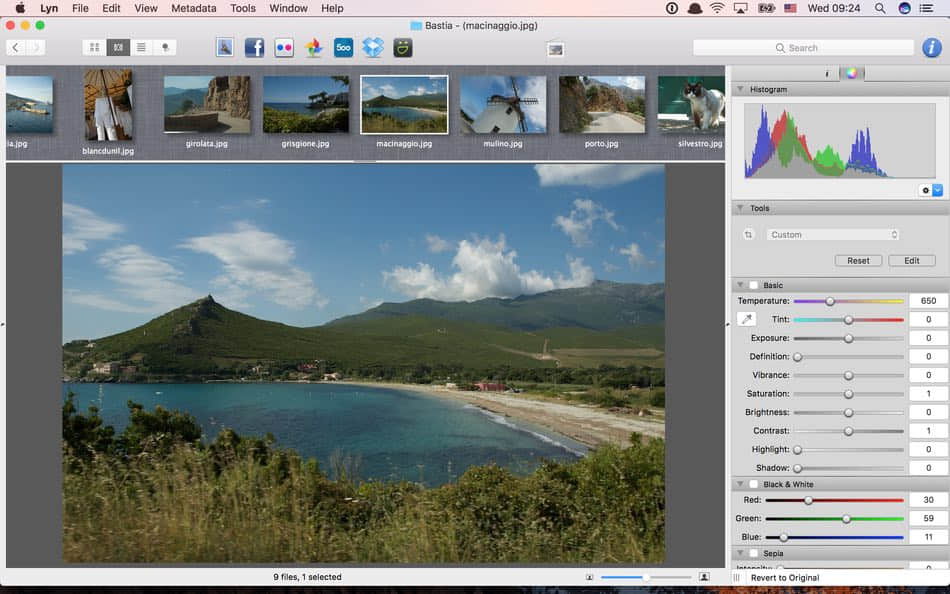 Lyn File Edit View Metadata Tools Window Help Wed 09:24
Bastia - (macinaggio.jpg)
500 Search
ia.jpg blancdunil.jpg girolata.jpg grisgione.jpg macinaggio.jpg mulino.jpg porto.jpg silvestro.jpg
Histogram
Tools
Custom
Reset Edit
Basic
Temperature: 650
Tint: 0
Exposure: 0
Definition: 0
Vibrance: 0
Saturation: 1
Brightness: 0
Contrast: 1
Highlight: 0
Shadow: 0
Black & White
Red: 30
Green: 59
Blue: 11
Sepia
Intensity: 0
9 files, 1 selected Revert to Original